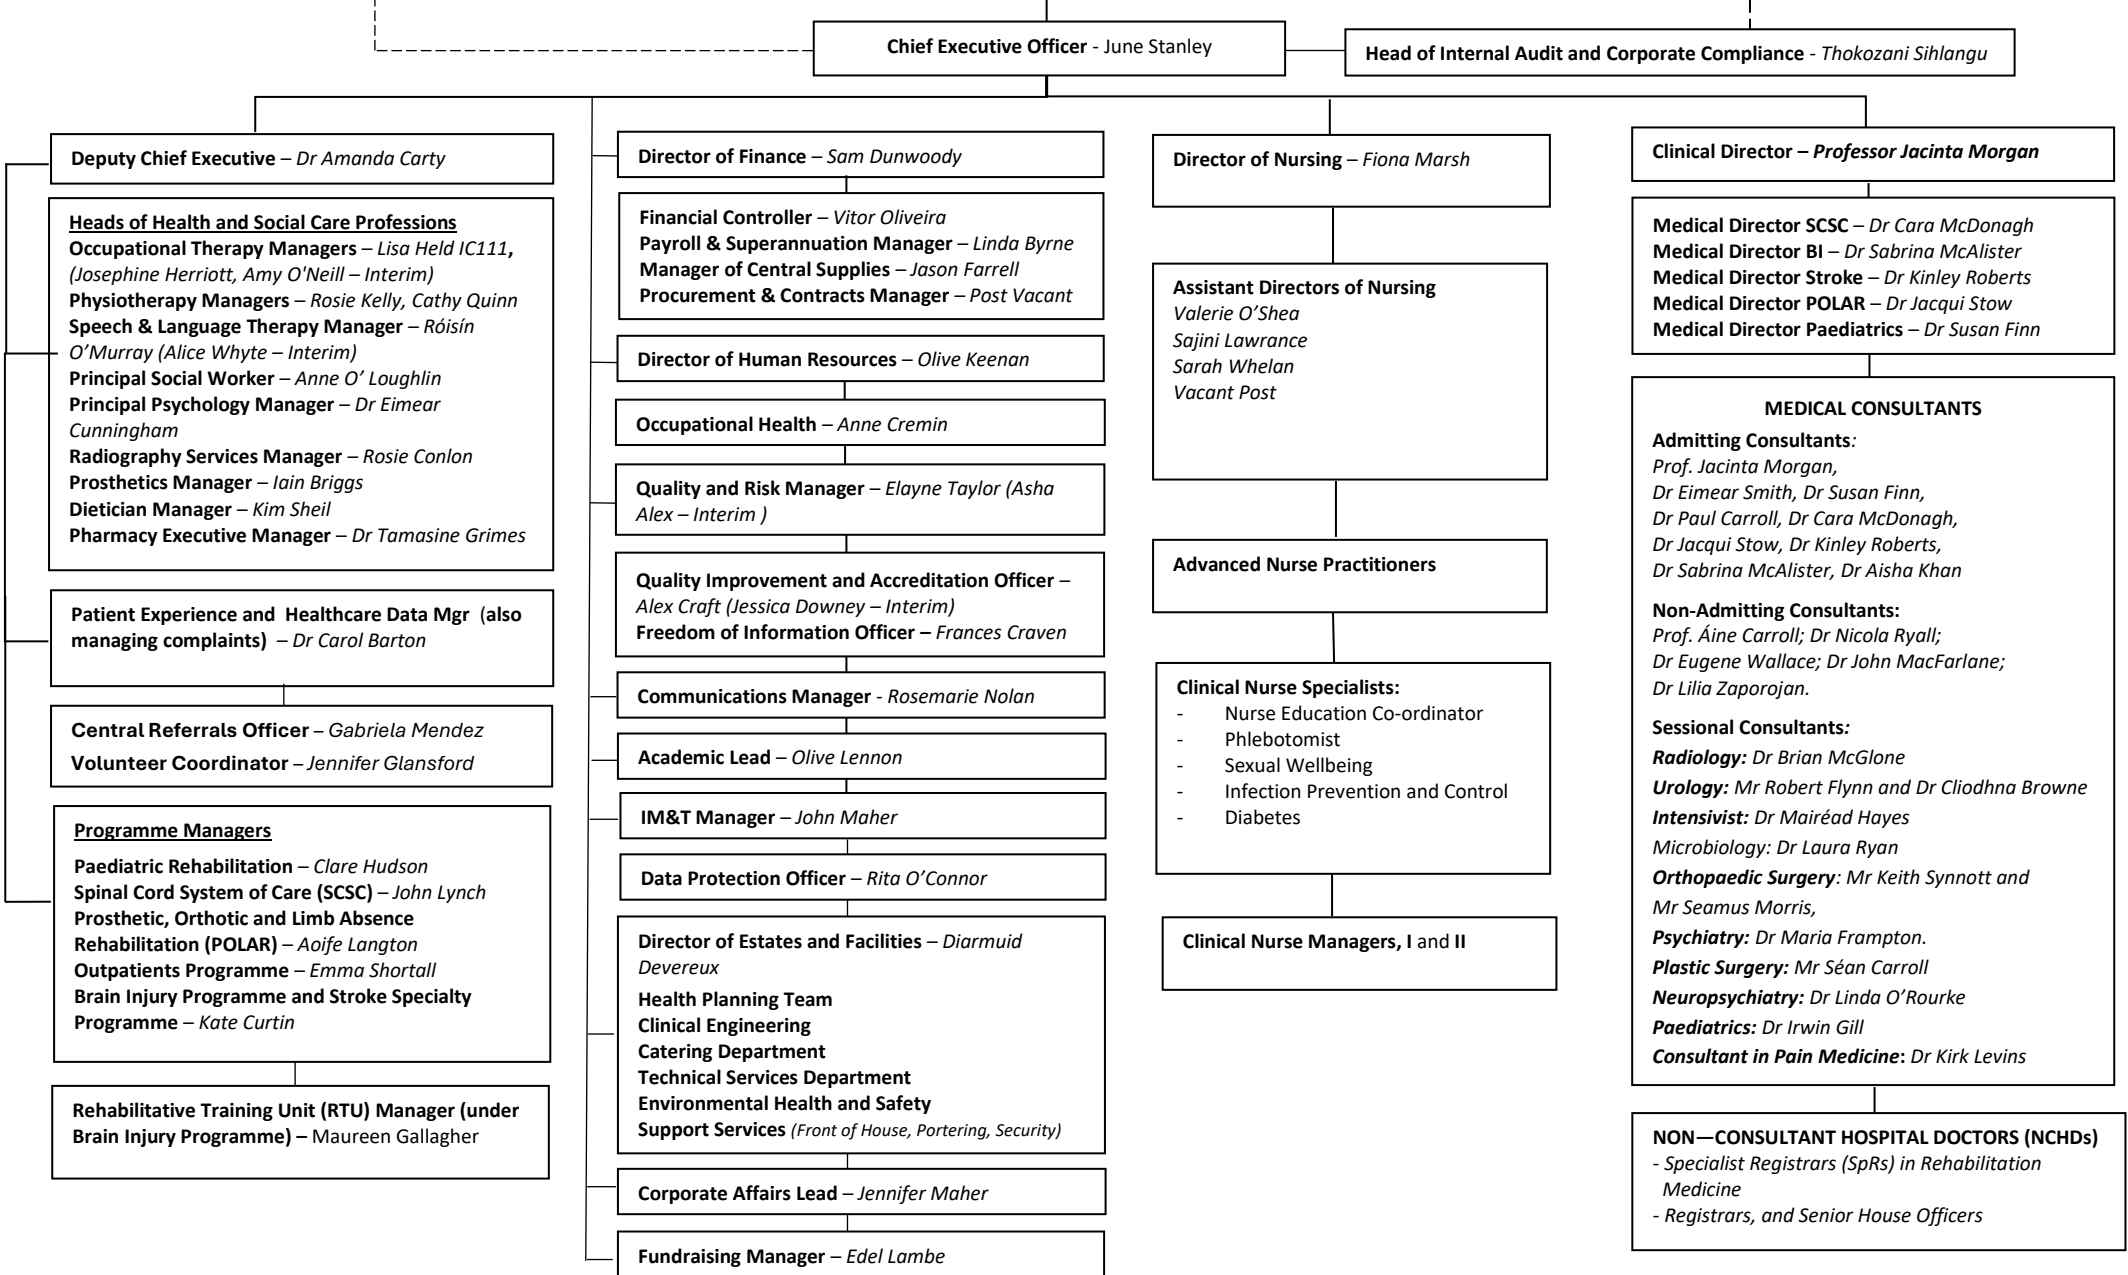 Chief Executive Officer - June Stanley
Head of Internal Audit and Corporate Compliance - Thokozani Sihlangu
Deputy Chief Executive – Dr Amanda Carty
Heads of Health and Social Care Professions
Occupational Therapy Managers – Lisa Held IC111,
(Josephine Herriott, Amy O'Neill – Interim)
Physiotherapy Managers – Rosie Kelly, Cathy Quinn
Speech & Language Therapy Manager – Róisín
O’Murray (Alice Whyte – Interim)
Principal Social Worker – Anne O’ Loughlin
Principal Psychology Manager – Dr Eimear
Cunningham
Radiography Services Manager – Rosie Conlon
Prosthetics Manager – Iain Briggs
Dietician Manager – Kim Sheil
Pharmacy Executive Manager – Dr Tamasine Grimes
Patient Experience and Healthcare Data Mgr (also
managing complaints) – Dr Carol Barton
Central Referrals Officer – Gabriela Mendez
Volunteer Coordinator – Jennifer Glansford
Programme Managers
Paediatric Rehabilitation – Clare Hudson
Spinal Cord System of Care (SCSC) – John Lynch
Prosthetic, Orthotic and Limb Absence
Rehabilitation (POLAR) – Aoife Langton
Outpatients Programme – Emma Shortall
Brain Injury Programme and Stroke Specialty
Programme – Kate Curtin
Rehabilitative Training Unit (RTU) Manager (under
Brain Injury Programme) – Maureen Gallagher
Director of Finance – Sam Dunwoody
Financial Controller – Vitor Oliveira
Payroll & Superannuation Manager – Linda Byrne
Manager of Central Supplies – Jason Farrell
Procurement & Contracts Manager – Post Vacant
Director of Human Resources – Olive Keenan
Occupational Health – Anne Cremin
Quality and Risk Manager – Elayne Taylor (Asha
Alex – Interim )
Quality Improvement and Accreditation Officer –
Alex Craft (Jessica Downey – Interim)
Freedom of Information Officer – Frances Craven
Communications Manager - Rosemarie Nolan
Academic Lead – Olive Lennon
IM&T Manager – John Maher
Data Protection Officer – Rita O’Connor
Director of Estates and Facilities – Diarmuid
Devereux
Health Planning Team
Clinical Engineering
Catering Department
Technical Services Department
Environmental Health and Safety
Support Services (Front of House, Portering, Security)
Corporate Affairs Lead – Jennifer Maher
Fundraising Manager – Edel Lambe
Director of Nursing – Fiona Marsh
Assistant Directors of Nursing
Valerie O’Shea
Sajini Lawrance
Sarah Whelan
Vacant Post
Advanced Nurse Practitioners
Clinical Nurse Specialists:
- Nurse Education Co-ordinator
- Phlebotomist
- Sexual Wellbeing
- Infection Prevention and Control
- Diabetes
Clinical Nurse Managers, I and II
Clinical Director – Professor Jacinta Morgan
Medical Director SCSC – Dr Cara McDonagh
Medical Director BI – Dr Sabrina McAlister
Medical Director Stroke – Dr Kinley Roberts
Medical Director POLAR – Dr Jacqui Stow
Medical Director Paediatrics – Dr Susan Finn
MEDICAL CONSULTANTS
Admitting Consultants:
Prof. Jacinta Morgan,
Dr Eimear Smith, Dr Susan Finn,
Dr Paul Carroll, Dr Cara McDonagh,
Dr Jacqui Stow, Dr Kinley Roberts,
Dr Sabrina McAlister, Dr Aisha Khan
Non-Admitting Consultants:
Prof. Áine Carroll; Dr Nicola Ryall;
Dr Eugene Wallace; Dr John MacFarlane;
Dr Lilia Zaporojan.
Sessional Consultants:
Radiology: Dr Brian McGlone
Urology: Mr Robert Flynn and Dr Cliodhna Browne
Intensivist: Dr Mairéad Hayes
Microbiology: Dr Laura Ryan
Orthopaedic Surgery: Mr Keith Synnott and
Mr Seamus Morris,
Psychiatry: Dr Maria Frampton.
Plastic Surgery: Mr Séan Carroll
Neuropsychiatry: Dr Linda O’Rourke
Paediatrics: Dr Irwin Gill
Consultant in Pain Medicine: Dr Kirk Levins
NON—CONSULTANT HOSPITAL DOCTORS (NCHDs)
- Specialist Registrars (SpRs) in Rehabilitation
Medicine
- Registrars, and Senior House Officers